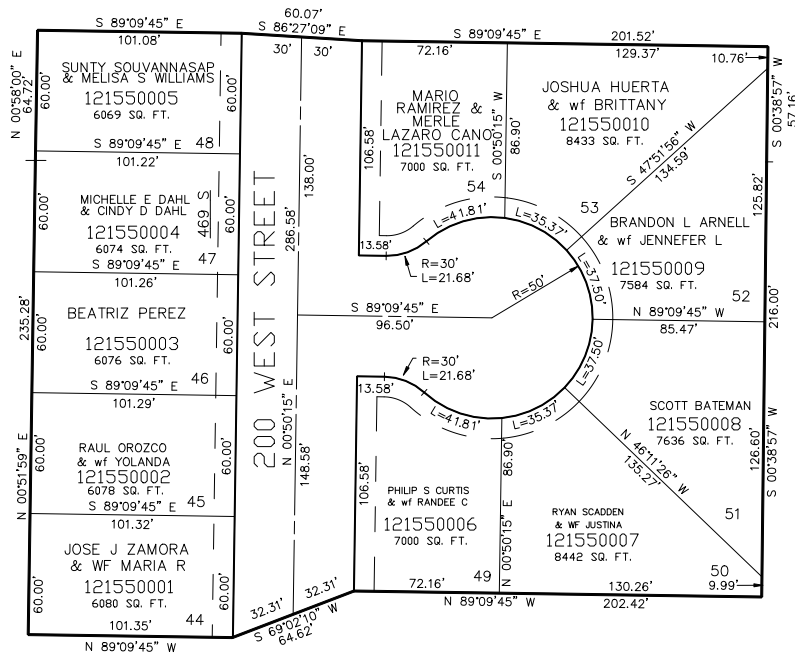 60.07'
S 89°09'45" E
S 86°27'09" E
S 89°09'45" E
201.52'
101.08'
30'
30'
72.16'
129.37'
10.76'
N 00°58'00" E
64.72'
60.00'
SUNTY SOUVANNASAP
& MELISA S WILLIAMS
121550005
6069 SQ. FT.
60.00'
S 89°09'45" E
48
101.22'
MARIO
RAMIREZ &
MERLE
LAZARO CANO
121550011
7000 SQ. FT.
54
106.58'
S 00°50'15" W
86.90'
JOSHUA HUERTA
& wf BRITTANY
121550010
8433 SQ. FT.
53
S 47°51'56" W
134.59'
S 00°38'57" W
57.16'
125.82'
60.00'
MICHELLE E DAHL
& CINDY D DAHL
121550004
6074 SQ. FT.
469 S
60.00'
S 89°09'45" E
47
101.26'
138.00'
286.58'
200 WEST STREET
N 00°50'15" E
148.58'
13.58'
R=30'
L=21.68'
L=41.81'
L=35.37'
L=37.50'
R=50'
BRANDON L ARNELL
& wf JENNEFER L
121550009
7584 SQ. FT.
52
N 89°09'45" W
85.47'
216.00'
S 89°09'45" E
96.50'
235.28'
60.00'
BEATRIZ PEREZ
121550003
6076 SQ. FT.
60.00'
S 89°09'45" E
46
101.29'
R=30'
L=21.68'
13.58'
L=41.81'
L=35.37'
L=37.50'
SCOTT BATEMAN
121550008
7636 SQ. FT.
51
N 46°11'26" W
135.27'
126.60'
S 00°38'57" W
N 00°51'59" E
60.00'
RAUL OROZCO
& wf YOLANDA
121550002
6078 SQ. FT.
60.00'
S 89°09'45" E
45
101.32'
106.58'
PHILIP S CURTIS
& wf RANDEE C
121550006
7000 SQ. FT.
49
86.90'
N 00°50'15" E
RYAN SCADDEN
& WF JUSTINA
121550007
8442 SQ. FT.
50
9.99'
60.00'
JOSE J ZAMORA
& WF MARIA R
121550001
6080 SQ. FT.
60.00'
44
101.35'
N 89°09'45" W
32.31'
32.31'
S 69°02'10" W
64.62'
72.16'
130.26'
N 89°09'45" W
202.42'